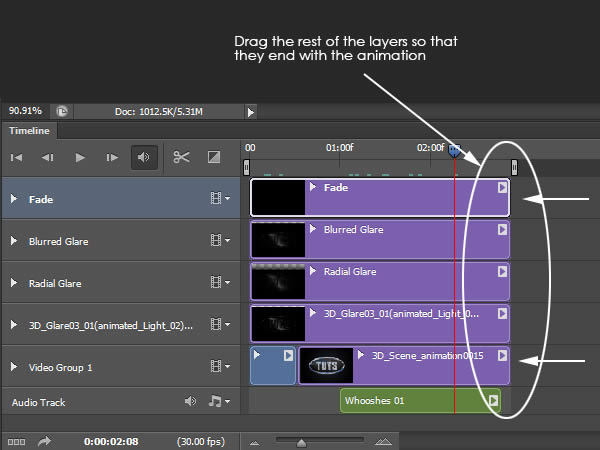 Drag the rest of the layers so that
they end with the animation
90.91%
Doc: 1012.5K/5.31M
Timeline
00
01:00f
02:00f
Fade
Fade
Blurred Glare
Blurred Glare
Radial Glare
Radial Glare
3D_Glare03_01(animated_Light_02)...
3D_Glare03_01(animated_Light_0...
Video Group 1
TUTS
3D_Scene_animation0015
Audio Track
Whooshes 01
0:00:02:08
(30.00 fps)